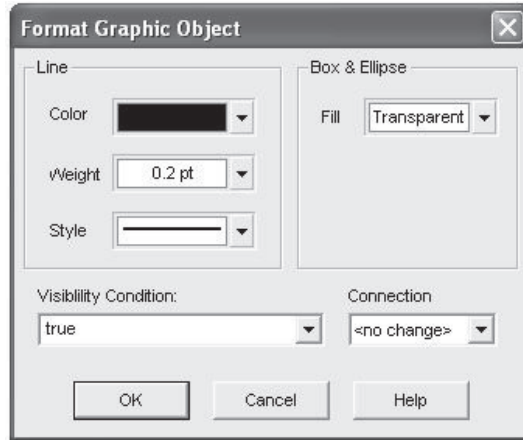 Format Graphic Object
Line
Box & Ellipse
Color
Fill
Transparent
Weight
0.2 pt
Style
Visiblility Condition:
Connection
true
<no change>
OK
Cancel
Help